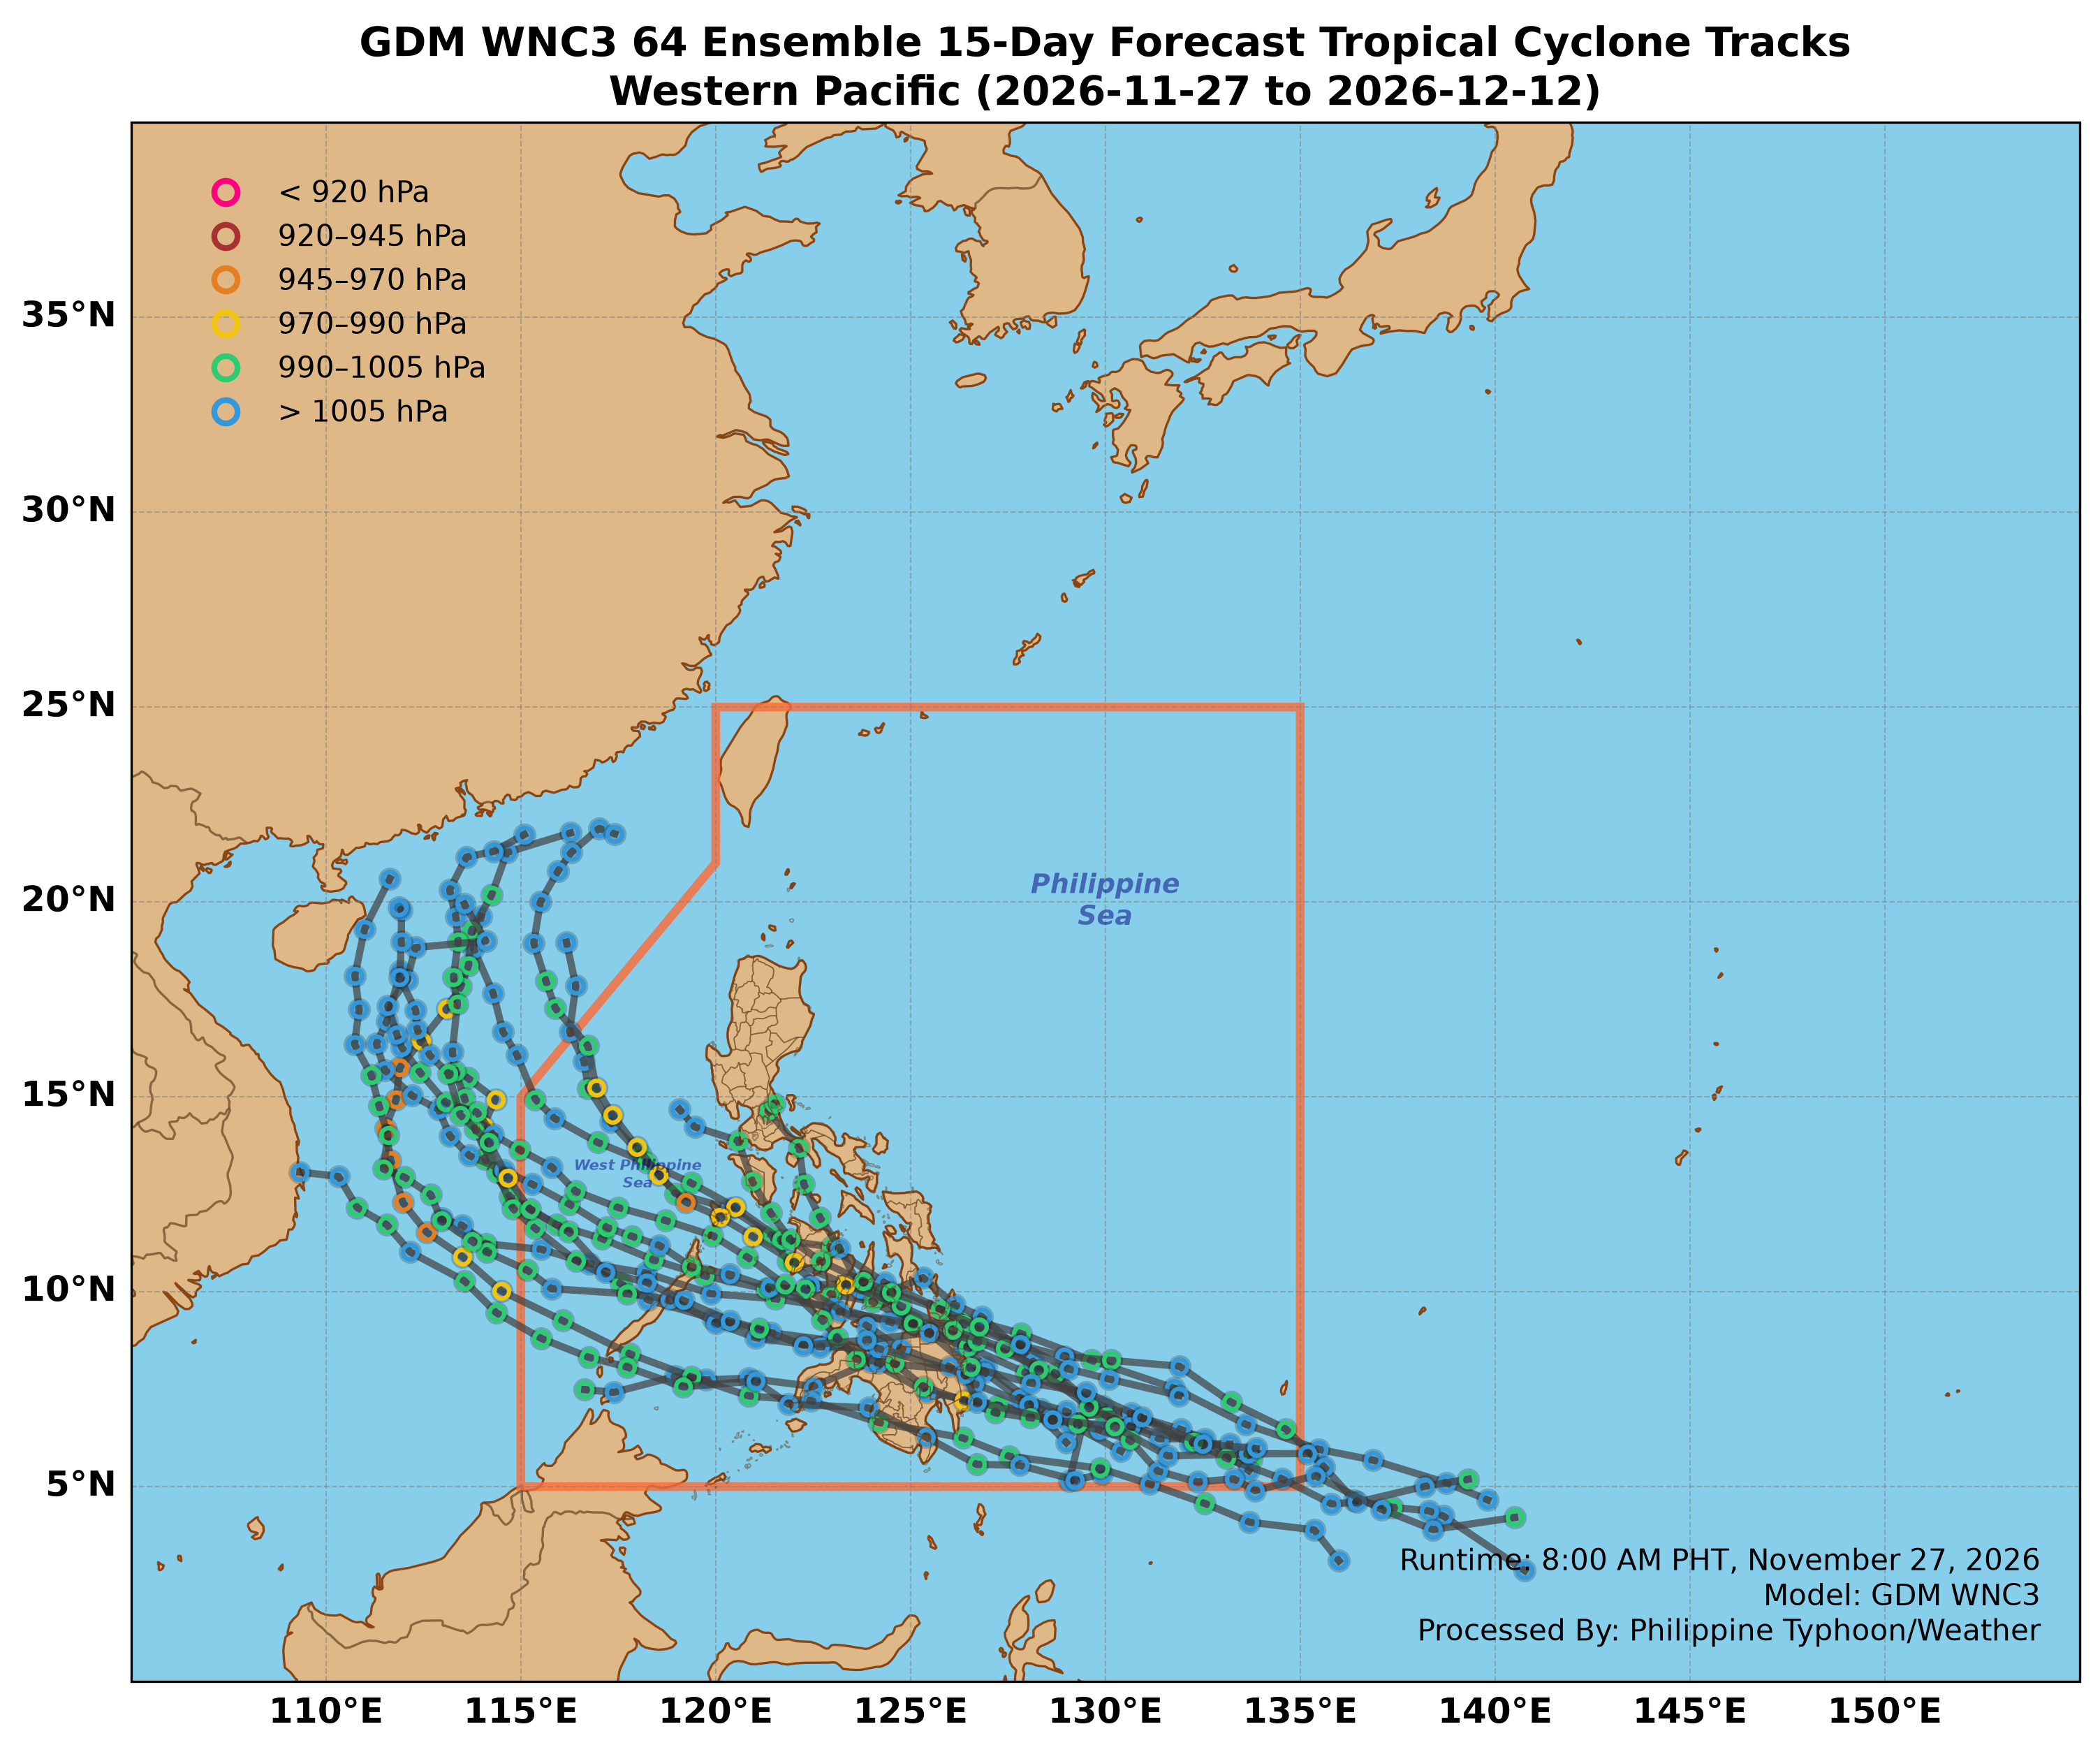 GDM WNC3 64 Ensemble 15-Day Forecast Tropical Cyclone Tracks
Western Pacific (2026-11-27 to 2026-12-12)
< 920 hPa
920–945 hPa
945–970 hPa
970–990 hPa
990–1005 hPa
> 1005 hPa
35°N
30°N
25°N
20°N
15°N
10°N
5°N
Philippine
Sea
West Philippine
Sea
Runtime: 8:00 AM PHT, November 27, 2026
Model: GDM WNC3
Processed By: Philippine Typhoon/Weather
110°E
115°E
120°E
125°E
130°E
135°E
140°E
145°E
150°E